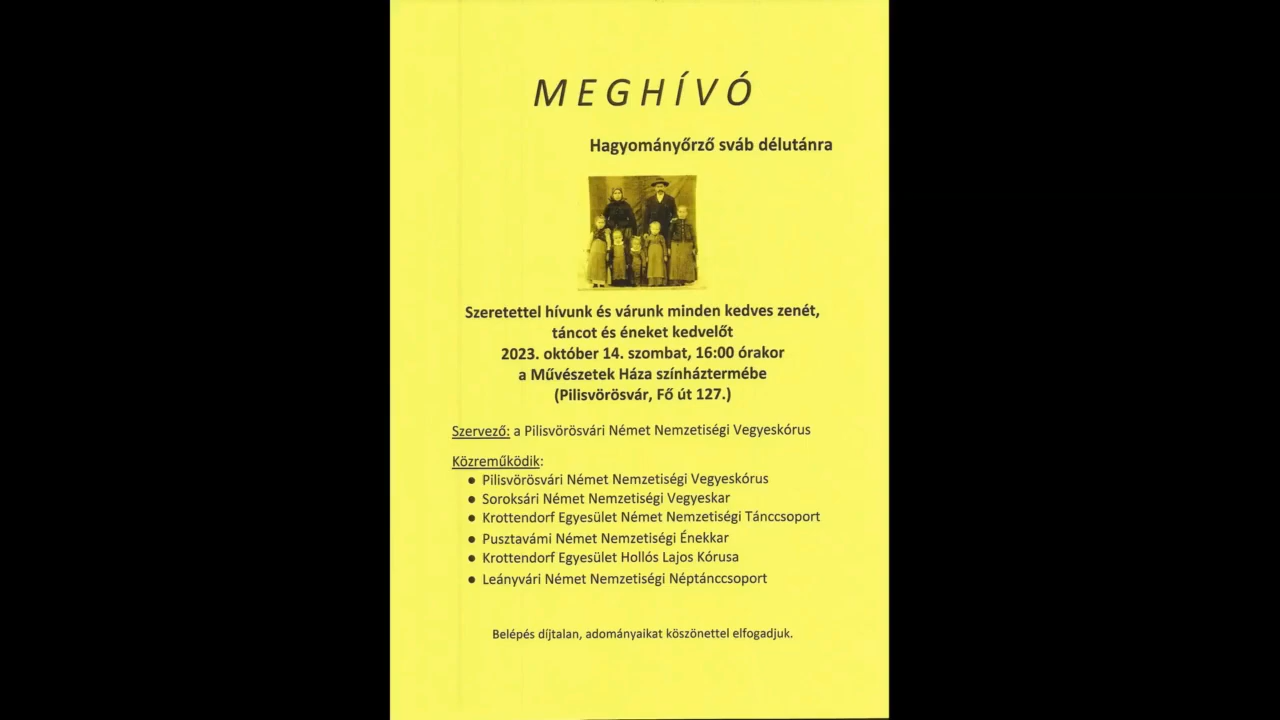 MEGHÍVÓ
Hagyományőrző sváb délutánra
Szeretettel hívunk és várunk minden kedves zenét,
táncot és éneket kedvelőt
2023. október 14. szombat, 16:00 órakor
a Művészetek Háza színháztermébe
(Pilisvörösvár, Fő út 127.)
Szervező: a Pilisvörösvári Német Nemzetiségi Vegyeskórus
Közreműködik:
● Pilisvörösvári Német Nemzetiségi Vegyeskórus
● Soroksári Német Nemzetiségi Vegyeskar
● Krottendorf Egyesület Német Nemzetiségi Tánccsoport
● Pusztavámi Német Nemzetiségi Énekkar
● Krottendorf Egyesület Hollós Lajos Kórusa
● Leányvári Német Nemzetiségi Néptánccsoport
Belépés díjtalan, adományaikat köszönettel elfogadjuk.